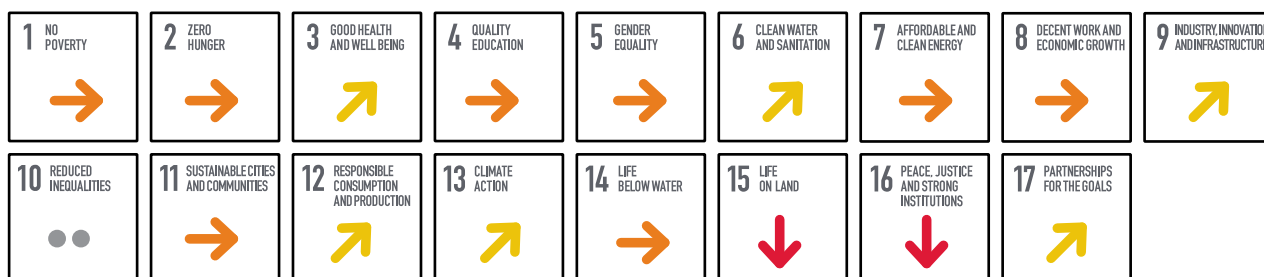 1 NO POVERTY
2 ZERO HUNGER
3 GOOD HEALTH AND WELL BEING
4 QUALITY EDUCATION
5 GENDER EQUALITY
6 CLEAN WATER AND SANITATION
7 AFFORDABLE AND CLEAN ENERGY
8 DECENT WORK AND ECONOMIC GROWTH
9 INDUSTRY, INNOVATION AND INFRASTRUCTURE
10 REDUCED INEQUALITIES
11 SUSTAINABLE CITIES AND COMMUNITIES
12 RESPONSIBLE CONSUMPTION AND PRODUCTION
13 CLIMATE ACTION
14 LIFE BELOW WATER
15 LIFE ON LAND
16 PEACE, JUSTICE AND STRONG INSTITUTIONS
17 PARTNERSHIPS FOR THE GOALS